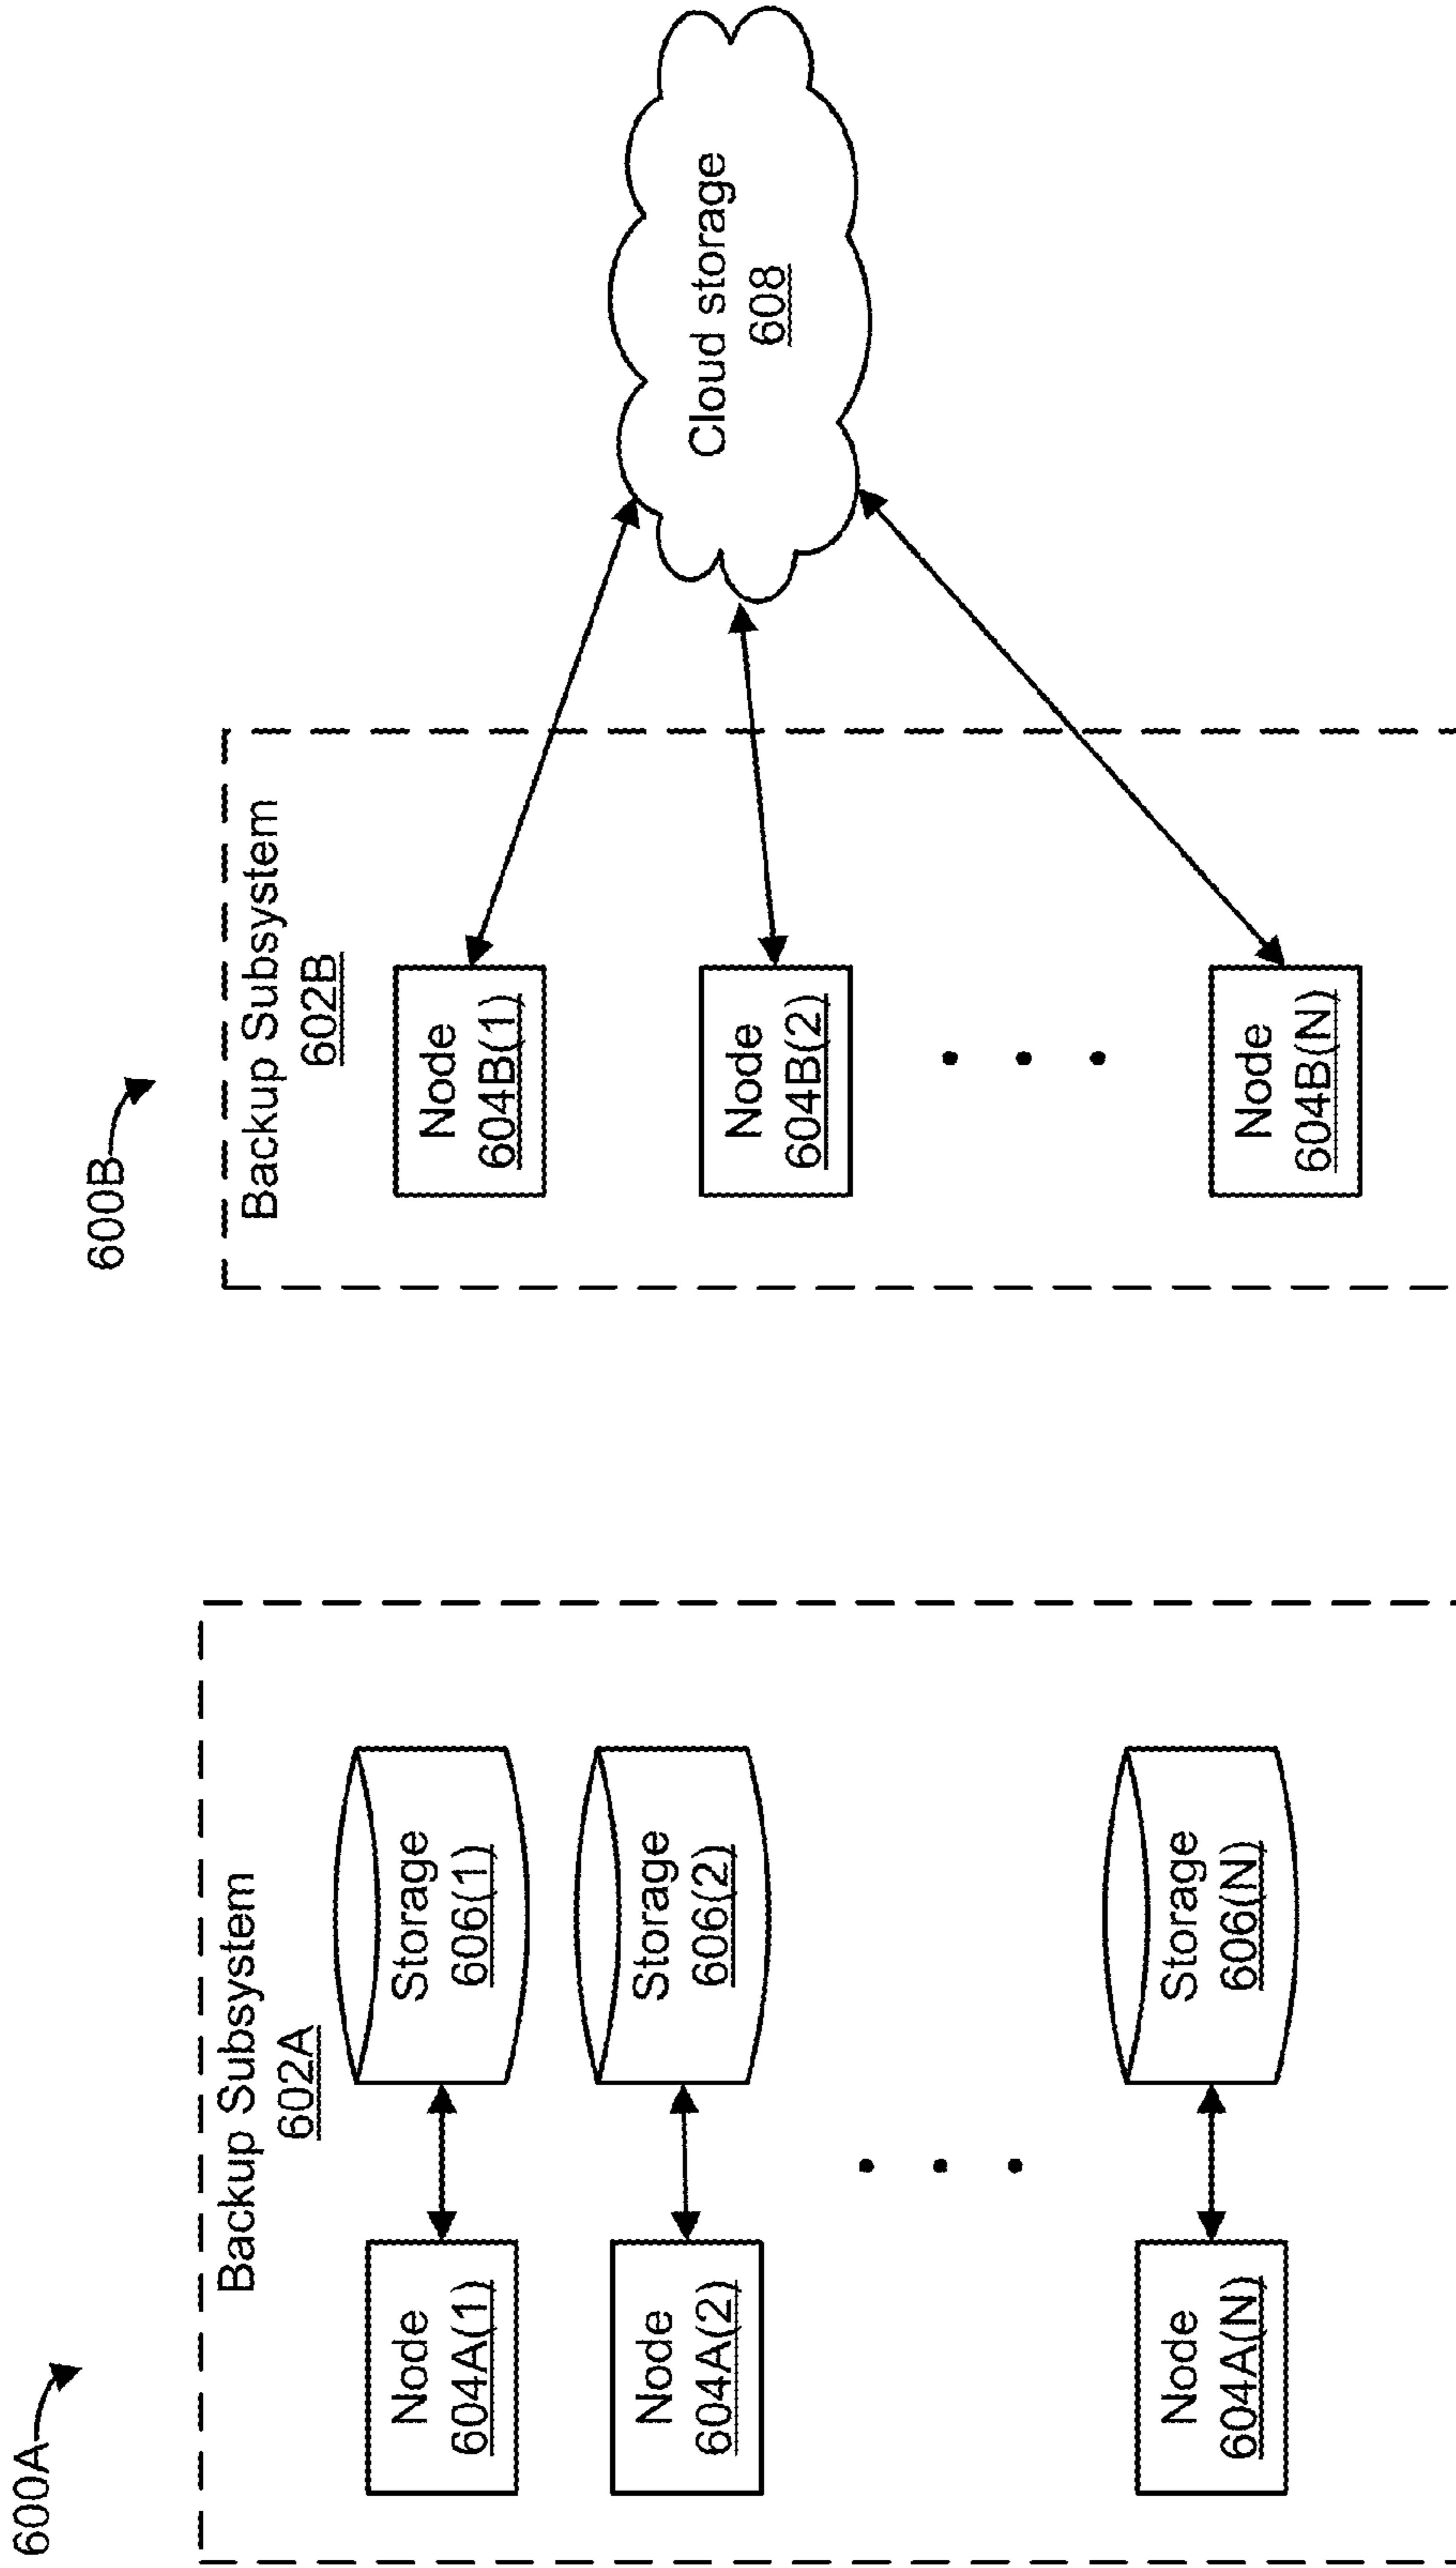 600A
Backup Subsystem
602A
Node
604A(1)
Storage
606(1)
Node
604A(2)
Storage
606(2)
Node
604A(N)
Storage
606(N)
600B
Backup Subsystem
602B
Node
604B(1)
Node
604B(2)
Node
604B(N)
Cloud storage
608